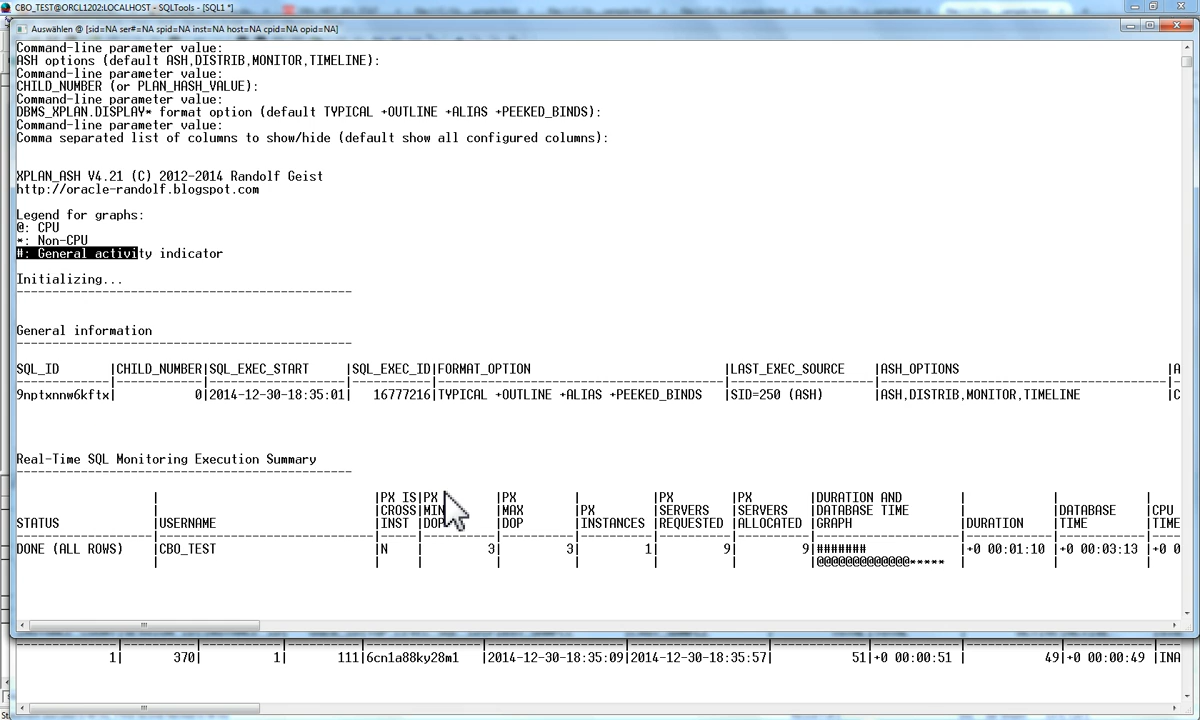 CBO_TEST@ORCL1202:LOCALHOST - SQLTools - [SQL1 *]
Auswählen @ [sid=NA ser#=NA spid=NA inst=NA host=NA cpid=NA opid=NA]
Command-line parameter value:
ASH options (default ASH,DISTRIB,MONITOR,TIMELINE):
Command-line parameter value:
CHILD_NUMBER (or PLAN_HASH_VALUE):
Command-line parameter value:
DBMS_XPLAN.DISPLAY* format option (default TYPICAL +OUTLINE +ALIAS +PEEKED_BINDS):
Command-line parameter value:
Comma separated list of columns to show/hide (default show all configured columns):
XPLAN_ASH V4.21 (C) 2012-2014 Randolf Geist
http://oracle-randolf.blogspot.com
Legend for graphs:
@: CPU
*: Non-CPU
#: General activity indicator
Initializing...
--------------------------------------------
General information
--------------------------------------------
SQL_ID |CHILD_NUMBER|SQL_EXEC_START |SQL_EXEC_ID|FORMAT_OPTION |LAST_EXEC_SOURCE |ASH_OPTIONS |A
9nptxnnw6kftx| 0|2014-12-30-18:35:01| 16777216|TYPICAL +OUTLINE +ALIAS +PEEKED_BINDS |SID=250 (ASH) |ASH,DISTRIB,MONITOR,TIMELINE |C
Real-Time SQL Monitoring Execution Summary
--------------------------------------------
| | |PX IS|PX |PX | |PX |PX |DURATION AND | | |
| | |CROSS|MIN |MAX |PX |SERVERS |SERVERS |DATABASE TIME | |DATABASE |CPU
STATUS |USERNAME |INST |DOP |DOP |INSTANCES |REQUESTED |ALLOCATED |GRAPH |DURATION |TIME |TIME
DONE (ALL ROWS) |CBO_TEST |N | 3| 3| 1| 9| 9|####### |+0 00:01:10 |+0 00:03:13 |+0 0
|@@@@@@@@@@@@@*****
1| 370| 1| 111|6cn1a88ky28m1 |2014-12-30-18:35:09|2014-12-30-18:35:57| 51|+0 00:00:51 | 49|+0 00:00:49 |INA